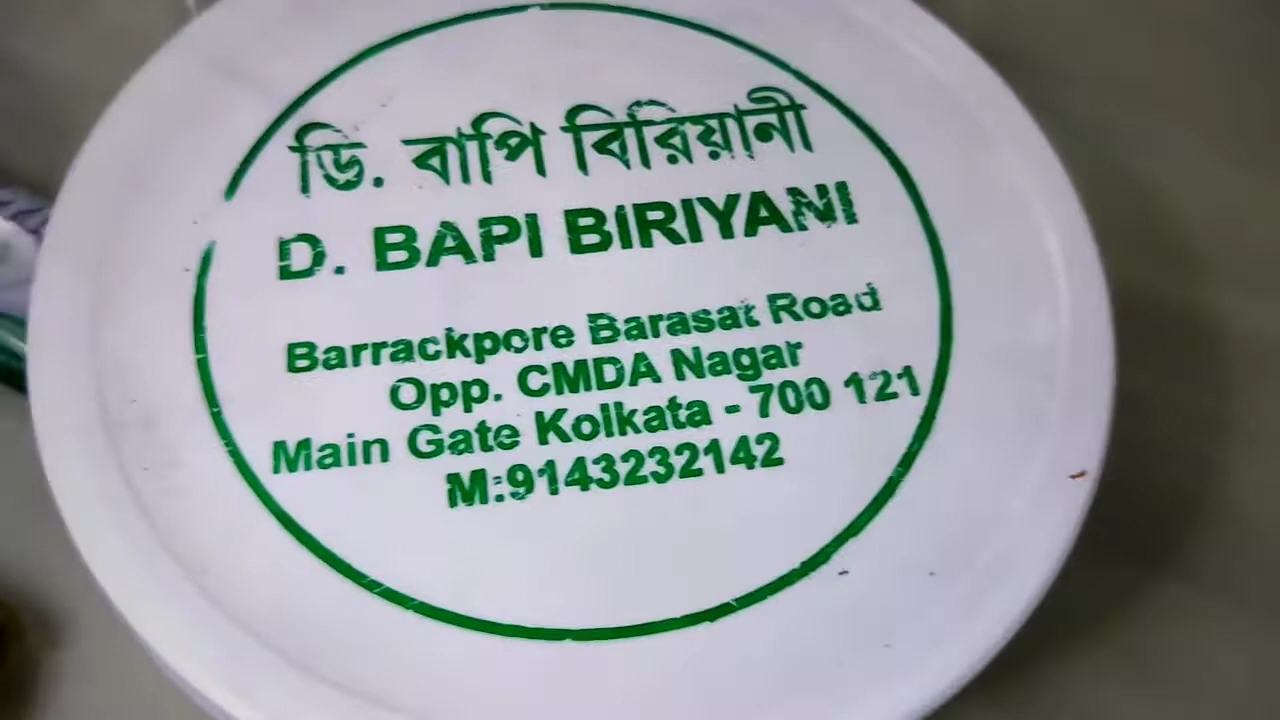 ডি. বাপি বিরিয়ানী
D. BAPI BIRIYANI
Barrackpore Barasat Road
Opp. CMDA Nagar
Main Gate Kolkata - 700 121
M:9143232142